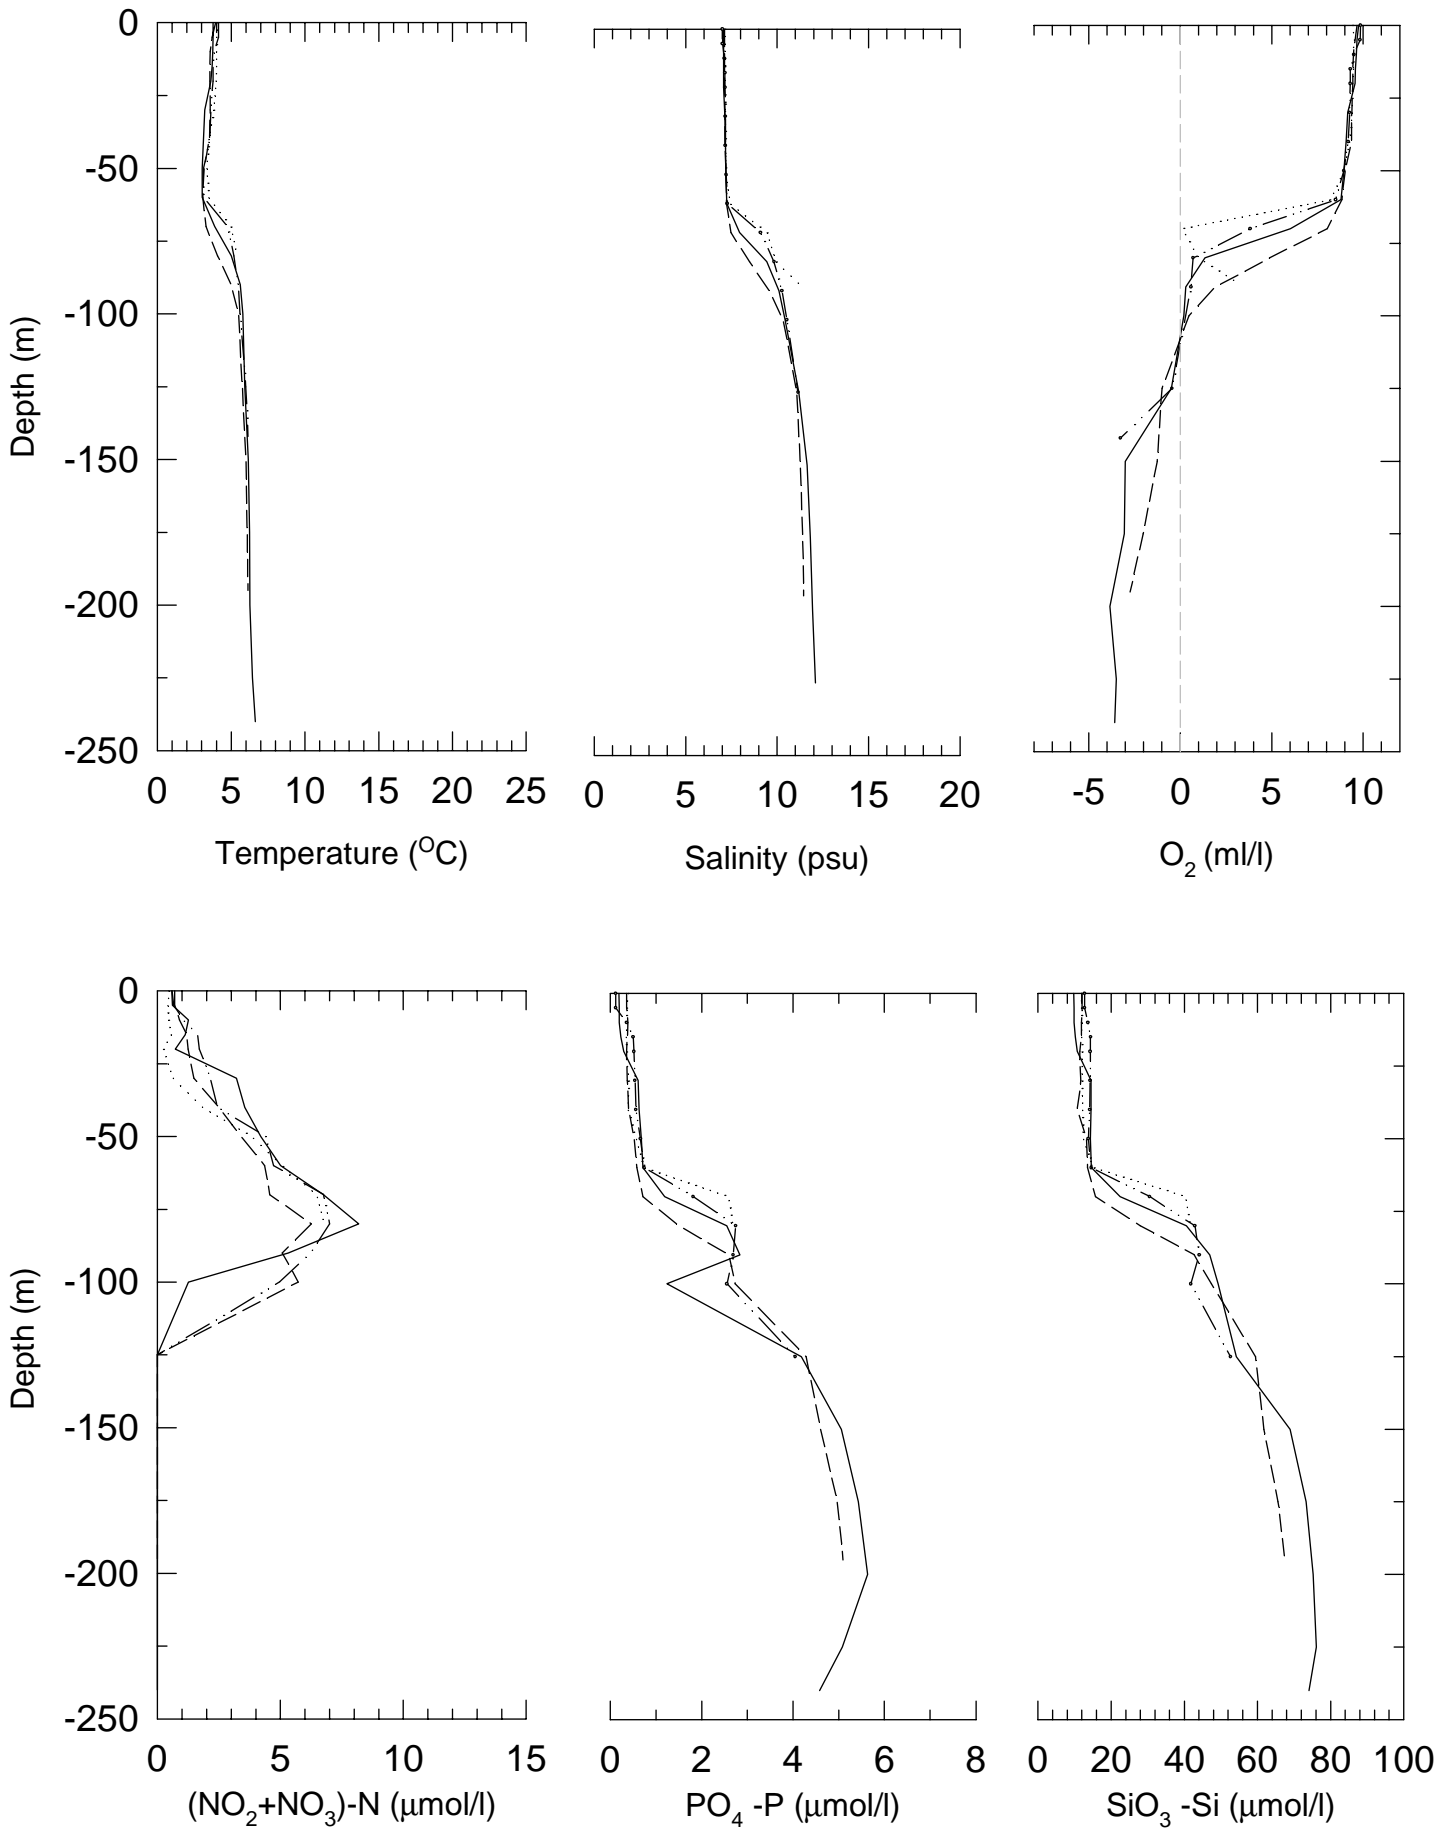 0
-50
-100
-150
-200
-250
Depth (m)
0 5 10 15 20 25
0 5 10 15 20
-5 0 5 10
Temperature (OC)
Salinity (psu)
O2 (ml/l)
0
-50
-100
-150
-200
-250
Depth (m)
0 5 10 15
0 2 4 6 8
0 20 40 60 80 100
(NO2+NO3)-N (μmol/l)
PO4 -P (μmol/l)
SiO3 -Si (μmol/l)